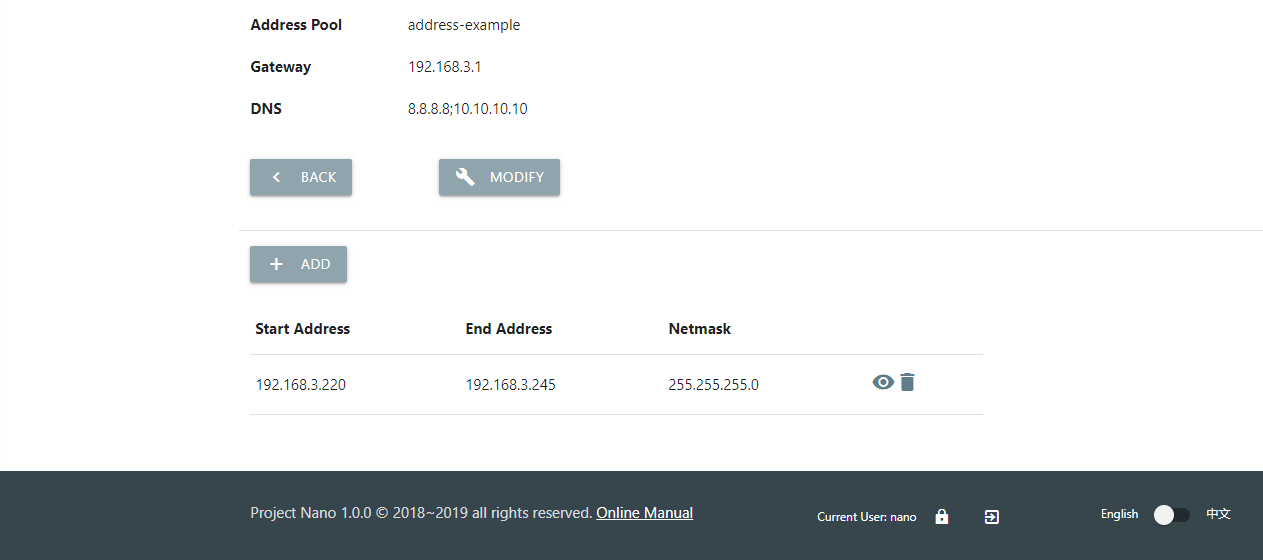 Address Pool address-example
Gateway 192.168.3.1
DNS 8.8.8.8;10.10.10.10
BACK MODIFY
ADD
Start Address End Address Netmask
192.168.3.220 192.168.3.245 255.255.255.0
Project Nano 1.0.0 © 2018~2019 all rights reserved. Online Manual Current User: nano English 中文